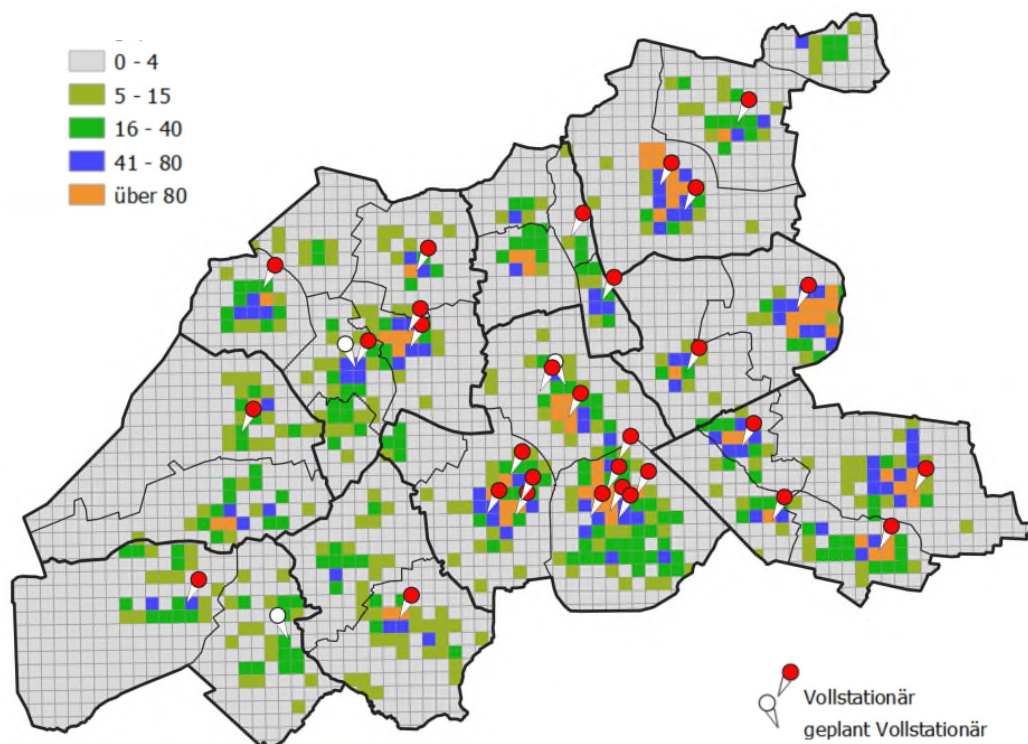 0 - 4
5 - 15
16 - 40
41 - 80
über 80
Vollstationär
geplant Vollstationär